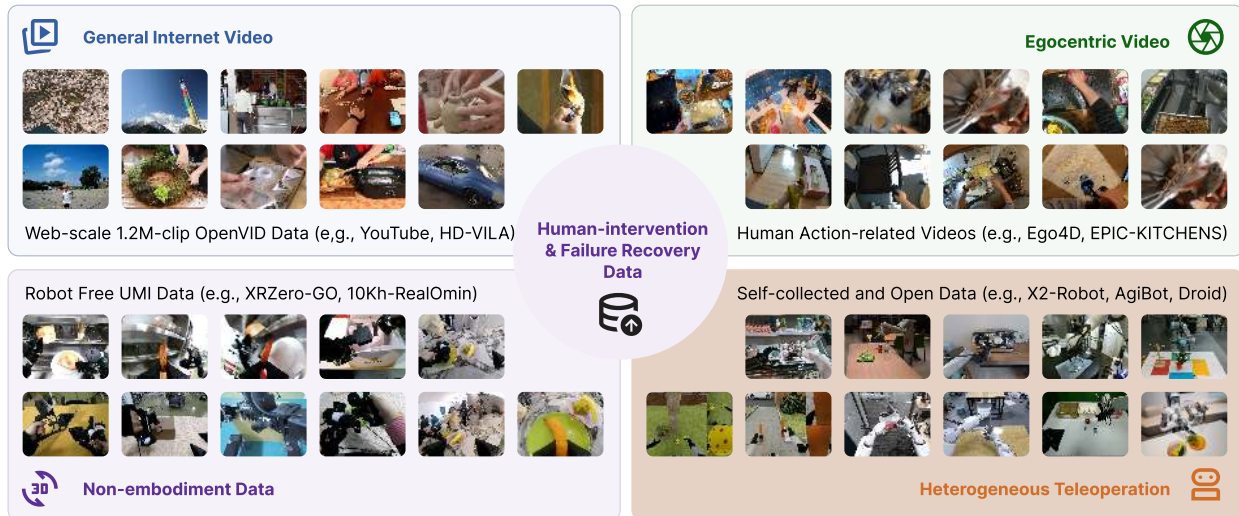 General Internet Video
Egocentric Video
Web-scale 1.2M-clip OpenVID Data (e,g., YouTube, HD-VILA)
Human Action-related Videos (e.g., Ego4D, EPIC-KITCHENS)
Human-intervention
& Failure Recovery
Data
Robot Free UMI Data (e.g., XRZero-GO, 10Kh-RealOmin)
Self-collected and Open Data (e.g., X2-Robot, AgiBot, Droid)
3D
Non-embodiment Data
Heterogeneous Teleoperation